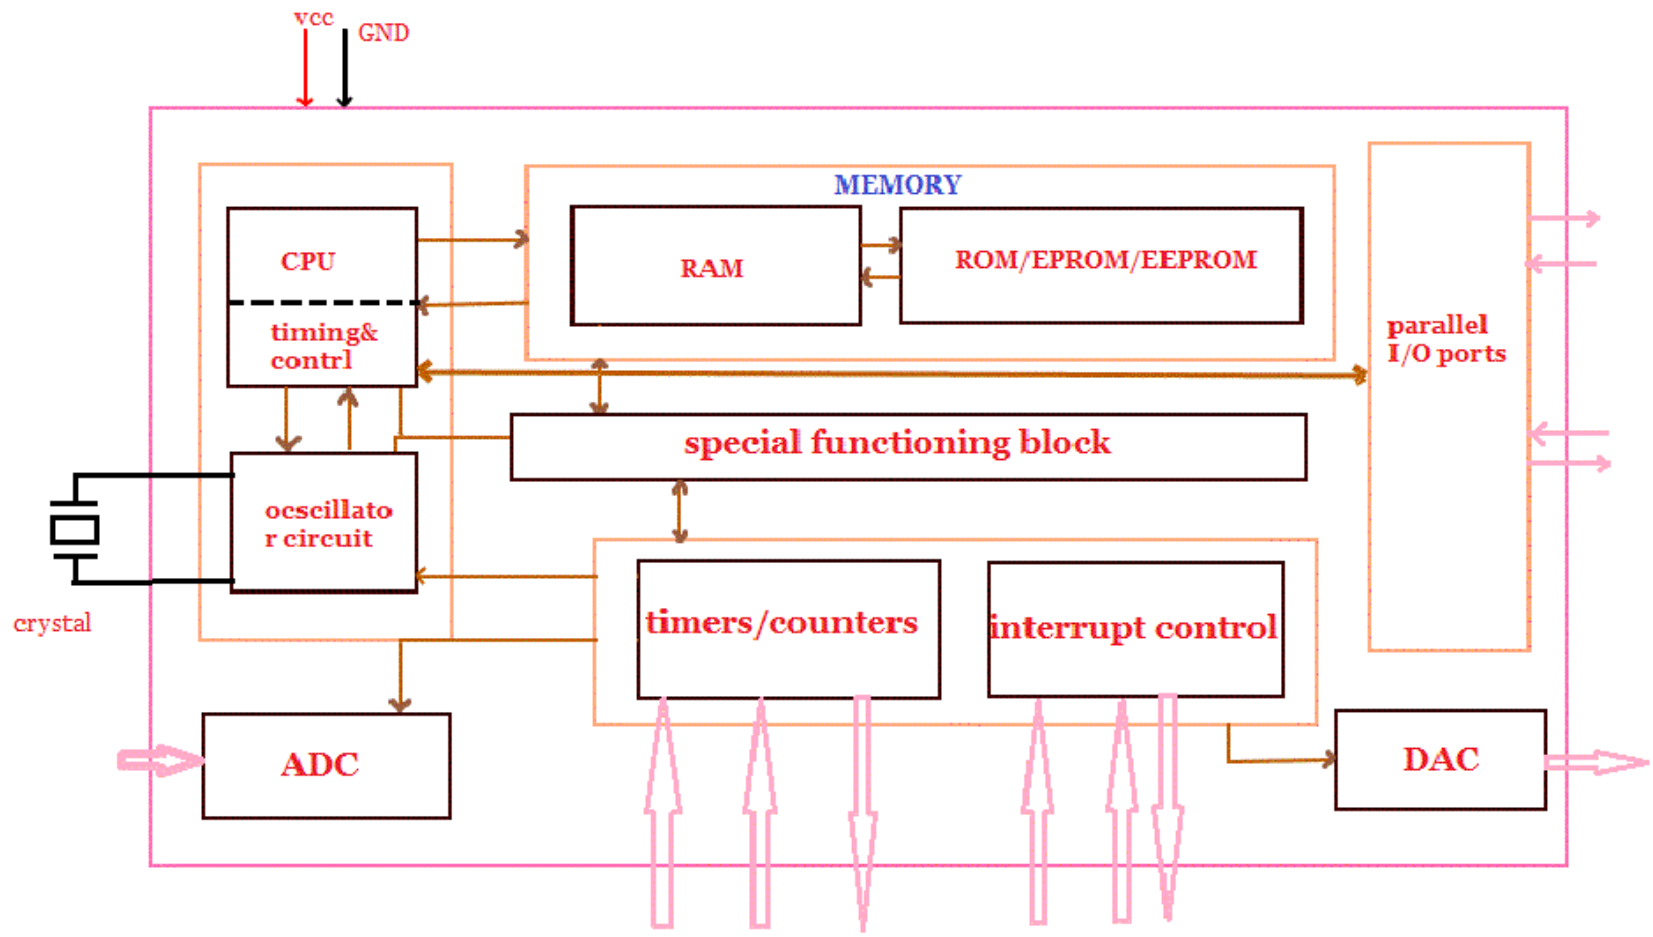 vcc
GND
MEMORY
CPU
RAM
ROM/EPROM/EEPROM
timing&
contrl
parallel
I/O ports
special functioning block
ocscillato
r circuit
crystal
timers/counters
interrupt control
ADC
DAC